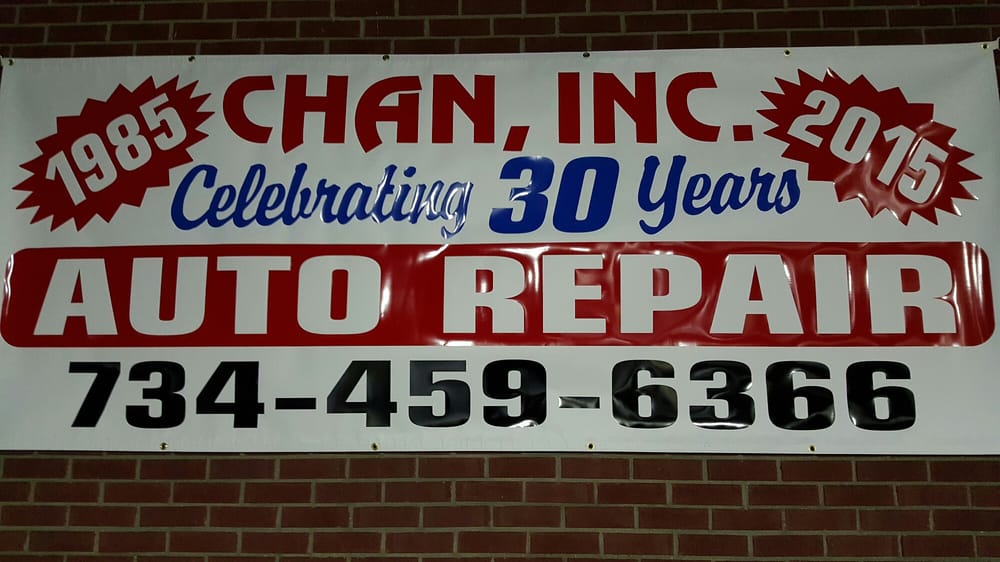 1985 CHAN, INC. 2015
Celebrating 30 Years
AUTO REPAIR
734-459-6366